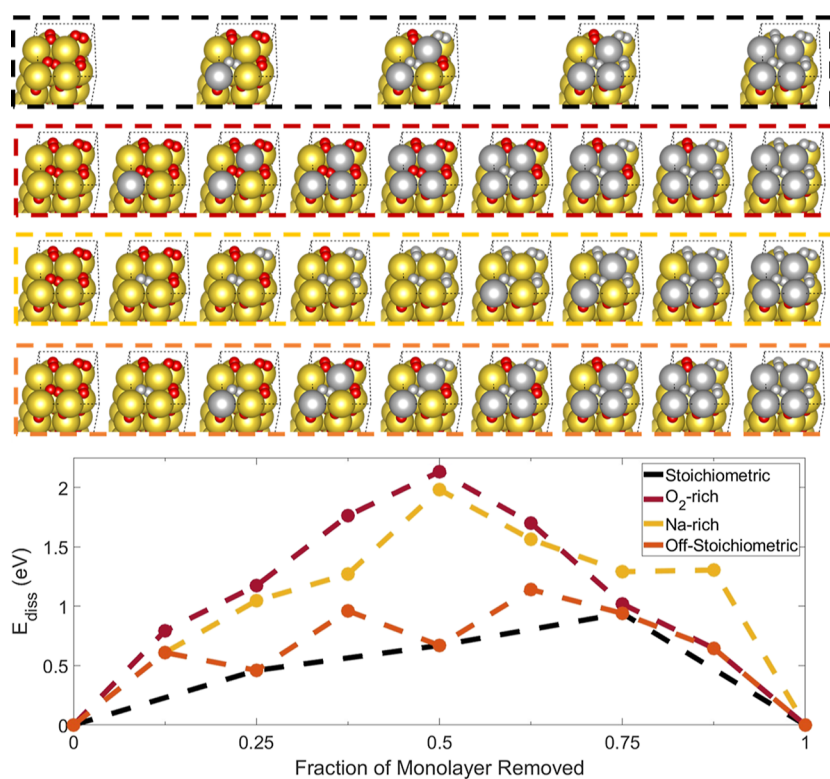 Stoichiometric
O2-rich
Na-rich
Off-Stoichiometric
2
1.5
1
0.5
0
E_diss (eV)
0 0.25 0.5 0.75 1
Fraction of Monolayer Removed